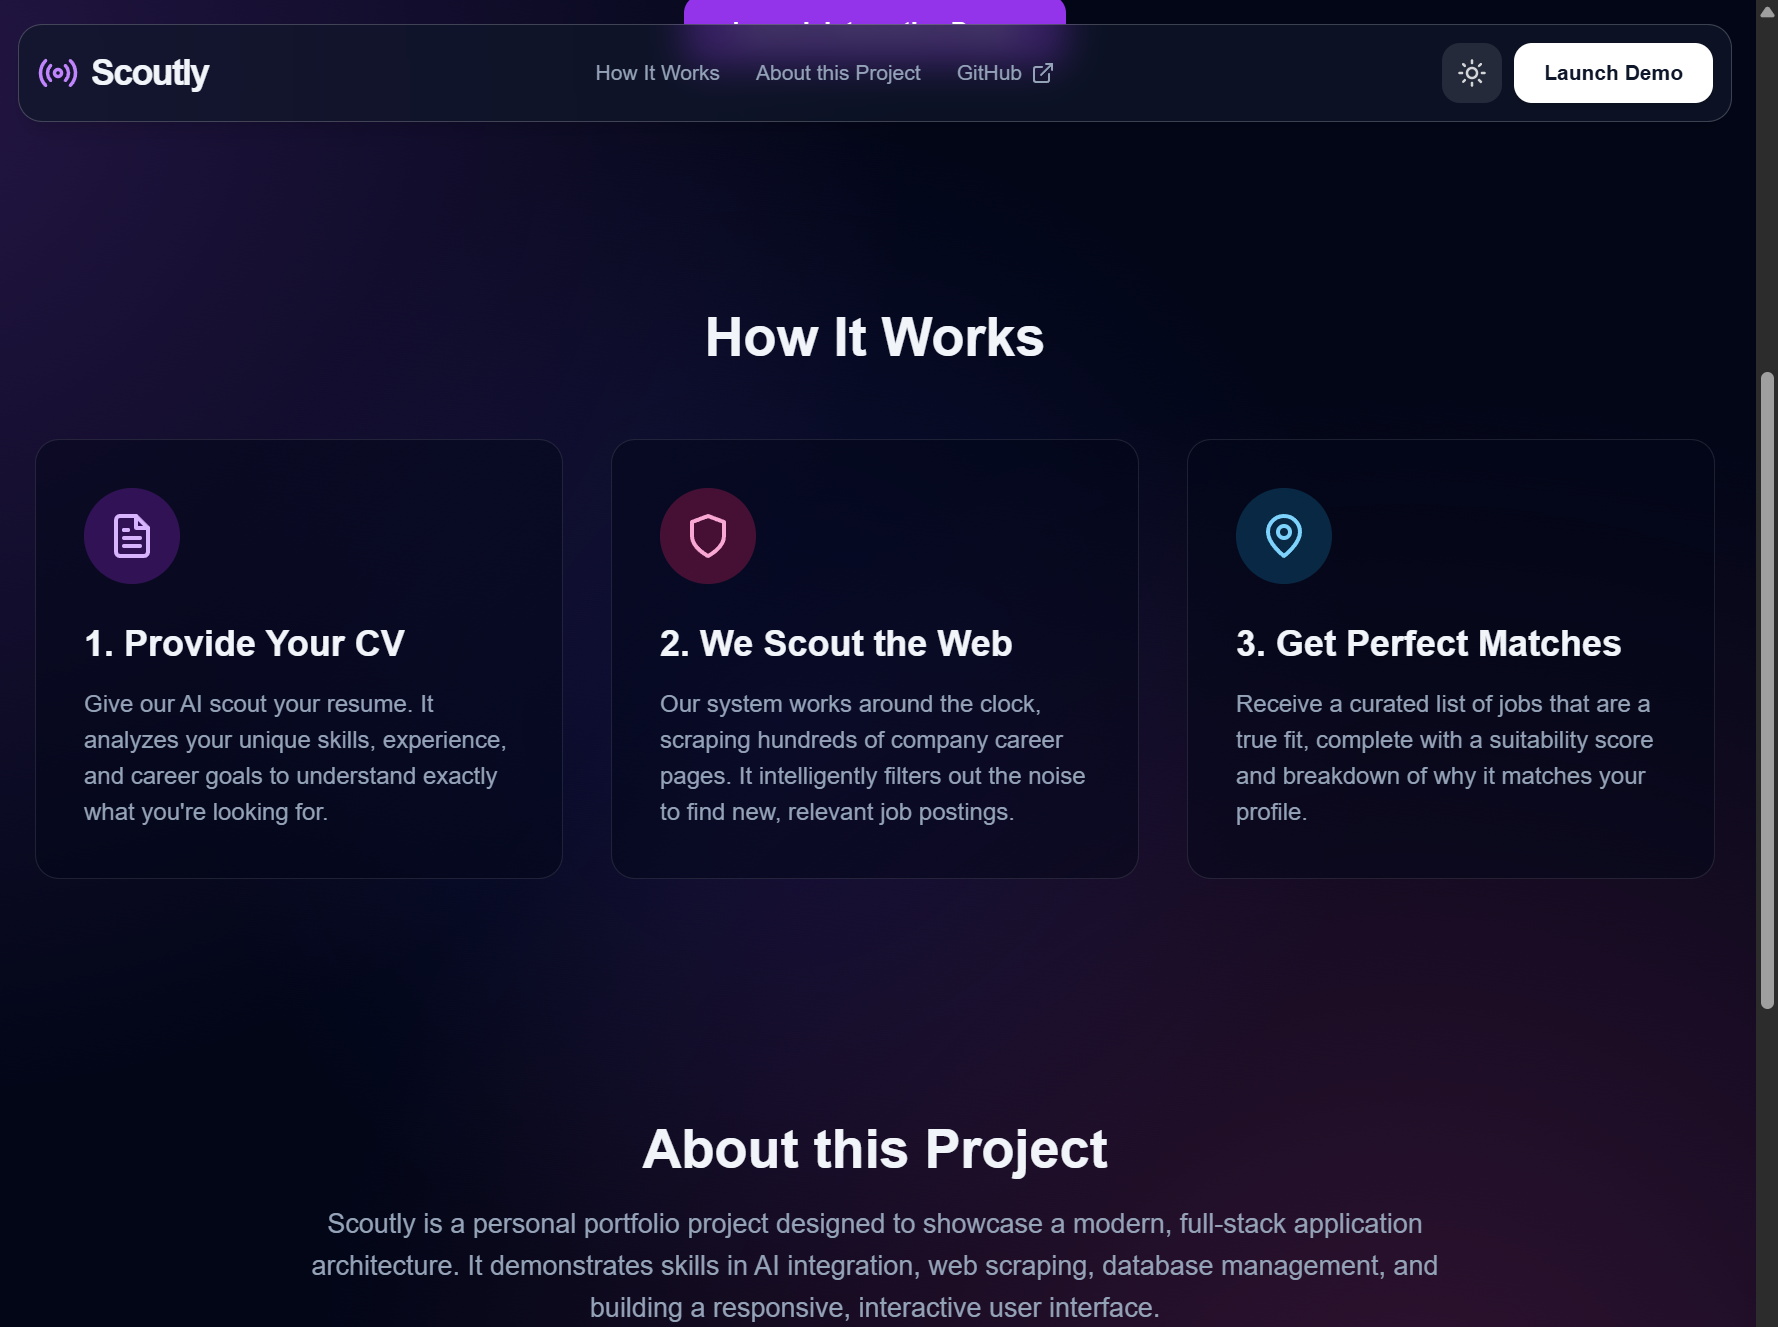 Scoutly
How It Works
About this Project
GitHub
Launch Demo
How It Works
1. Provide Your CV
Give our AI scout your resume. It
analyzes your unique skills, experience,
and career goals to understand exactly
what you're looking for.
2. We Scout the Web
Our system works around the clock,
scraping hundreds of company career
pages. It intelligently filters out the noise
to find new, relevant job postings.
3. Get Perfect Matches
Receive a curated list of jobs that are a
true fit, complete with a suitability score
and breakdown of why it matches your
profile.
About this Project
Scoutly is a personal portfolio project designed to showcase a modern, full-stack application
architecture. It demonstrates skills in AI integration, web scraping, database management, and
building a responsive, interactive user interface.